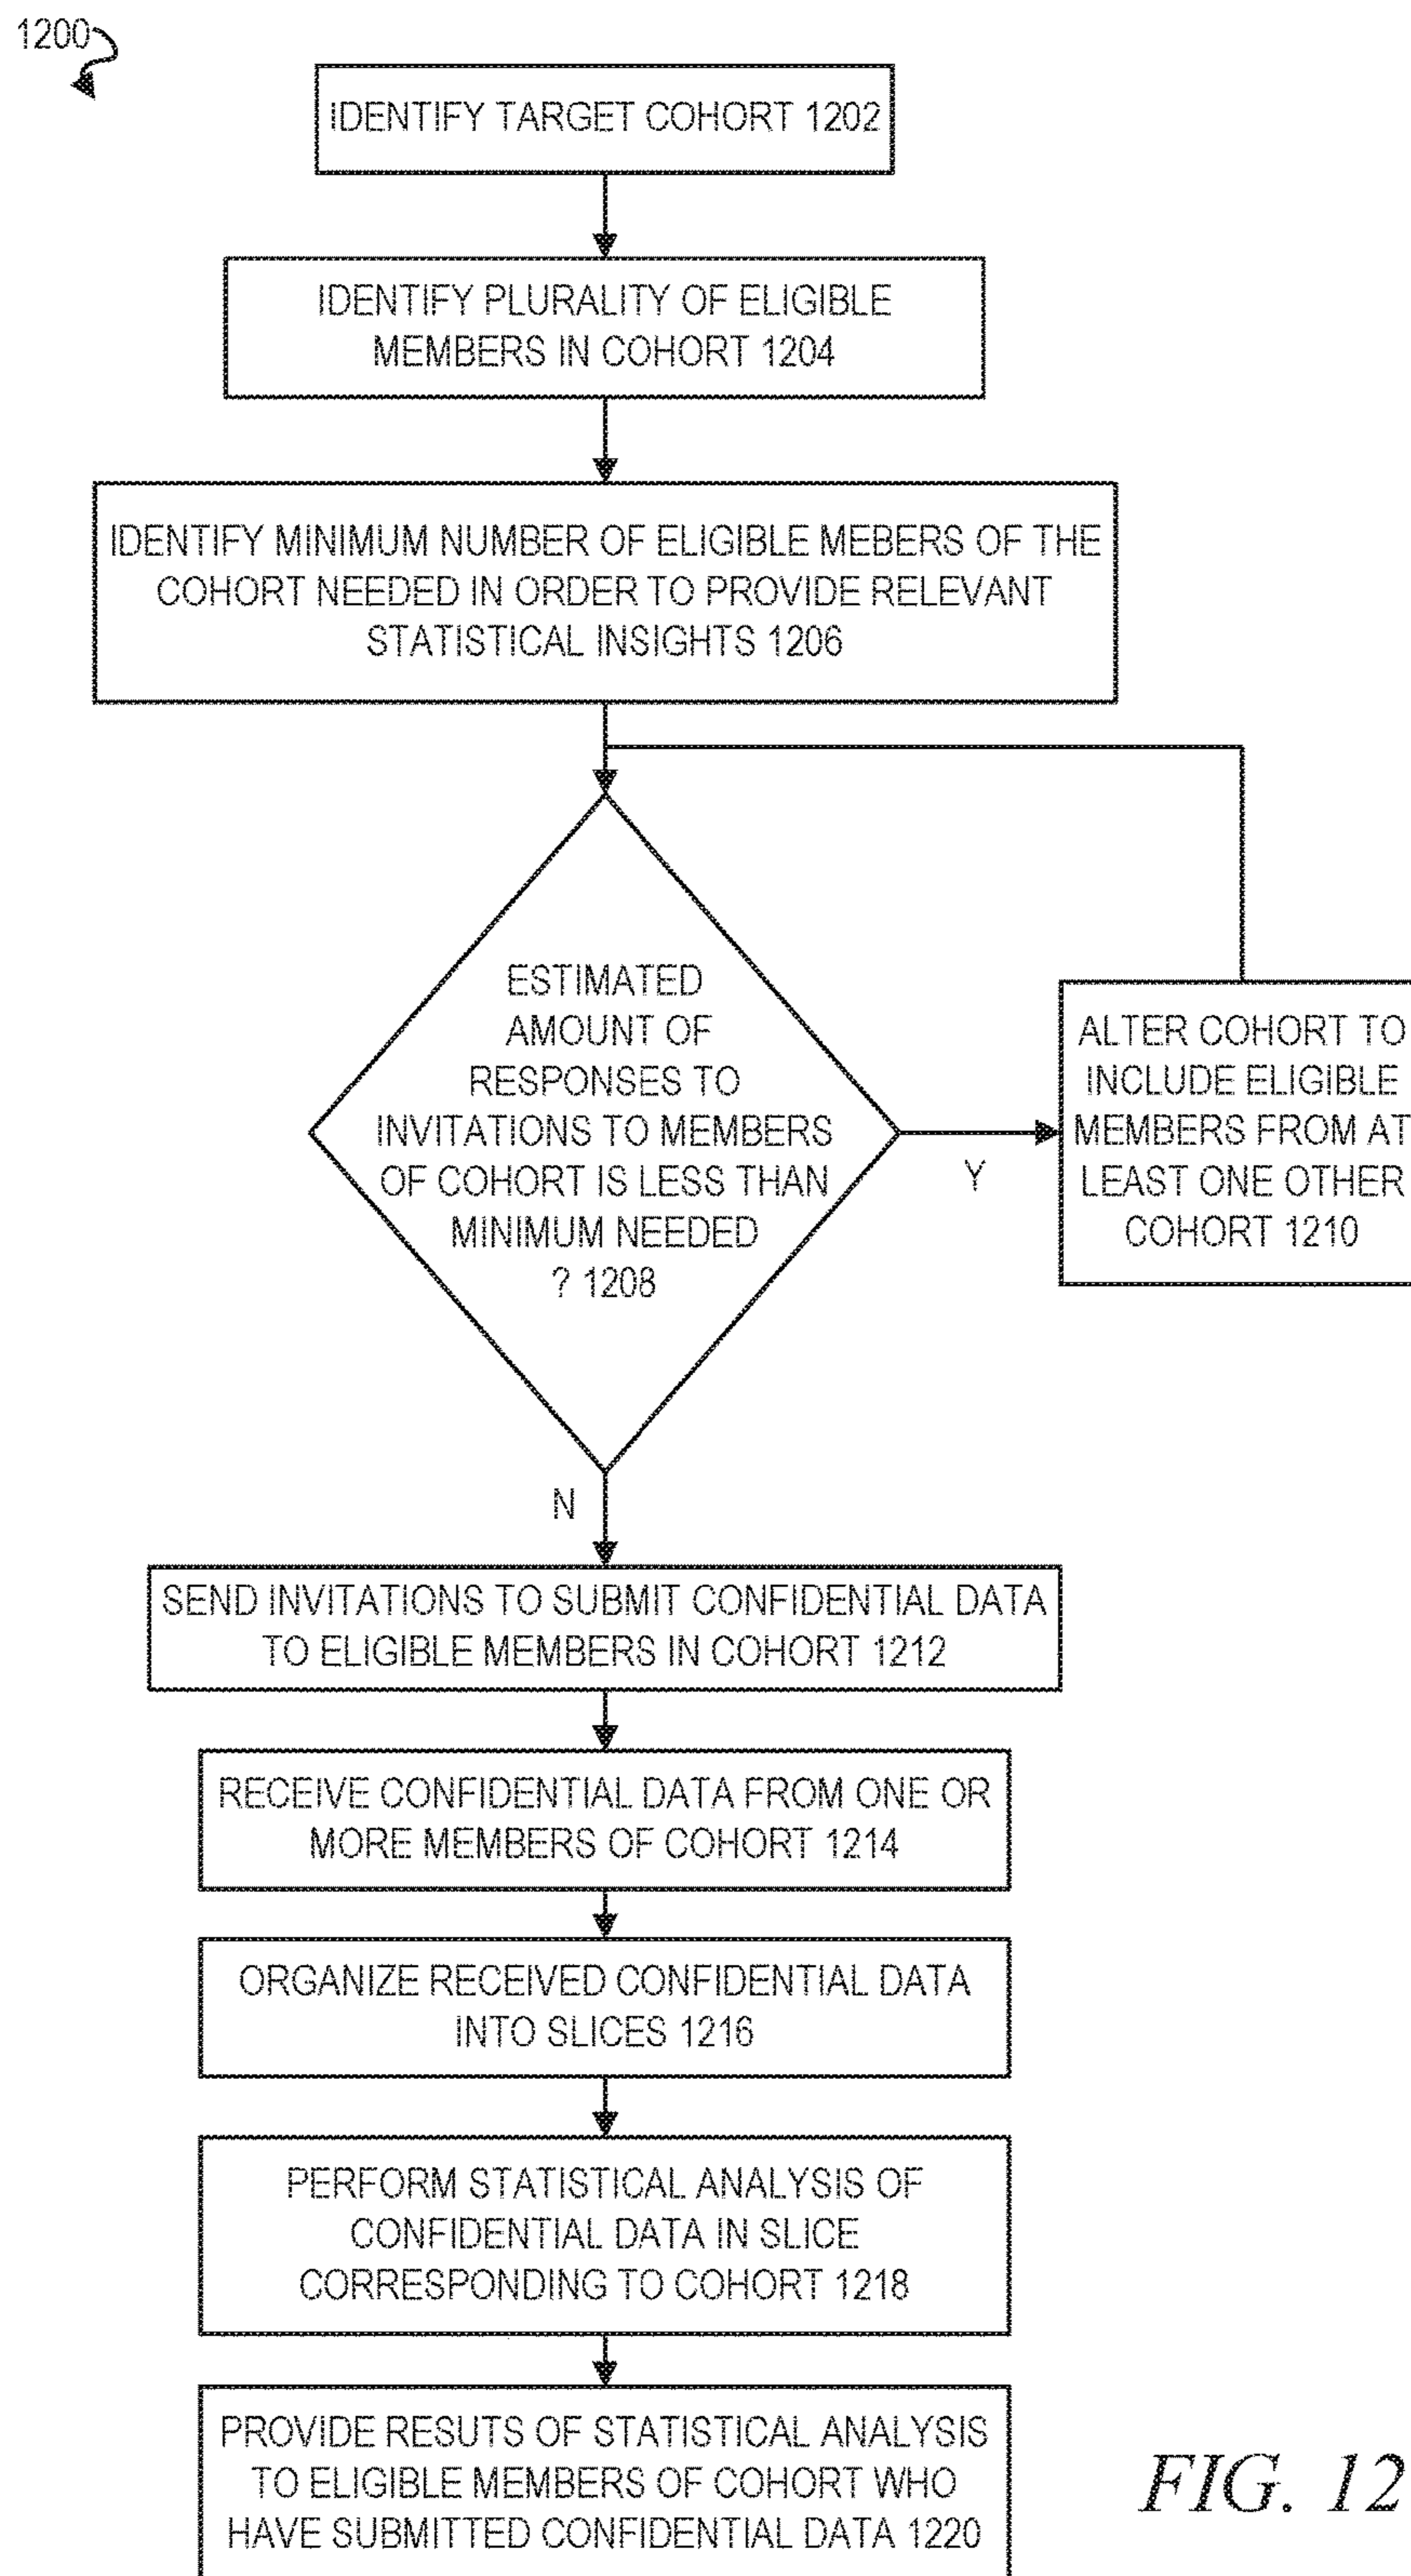 1200
IDENTIFY TARGET COHORT 1202
IDENTIFY PLURALITY OF ELIGIBLE
MEMBERS IN COHORT 1204
IDENTIFY MINIMUM NUMBER OF ELIGIBLE MEBERS OF THE
COHORT NEEDED IN ORDER TO PROVIDE RELEVANT
STATISTICAL INSIGHTS 1206
ESTIMATED
AMOUNT OF
RESPONSES TO
INVITATIONS TO MEMBERS
OF COHORT IS LESS THAN
MINIMUM NEEDED
? 1208
Y
ALTER COHORT TO
INCLUDE ELIGIBLE
MEMBERS FROM AT
LEAST ONE OTHER
COHORT 1210
N
SEND INVITATIONS TO SUBMIT CONFIDENTIAL DATA
TO ELIGIBLE MEMBERS IN COHORT 1212
RECEIVE CONFIDENTIAL DATA FROM ONE OR
MORE MEMBERS OF COHORT 1214
ORGANIZE RECEIVED CONFIDENTIAL DATA
INTO SLICES 1216
PERFORM STATISTICAL ANALYSIS OF
CONFIDENTIAL DATA IN SLICE
CORRESPONDING TO COHORT 1218
PROVIDE RESUTS OF STATISTICAL ANALYSIS
TO ELIGIBLE MEMBERS OF COHORT WHO
HAVE SUBMITTED CONFIDENTIAL DATA 1220
FIG. 12